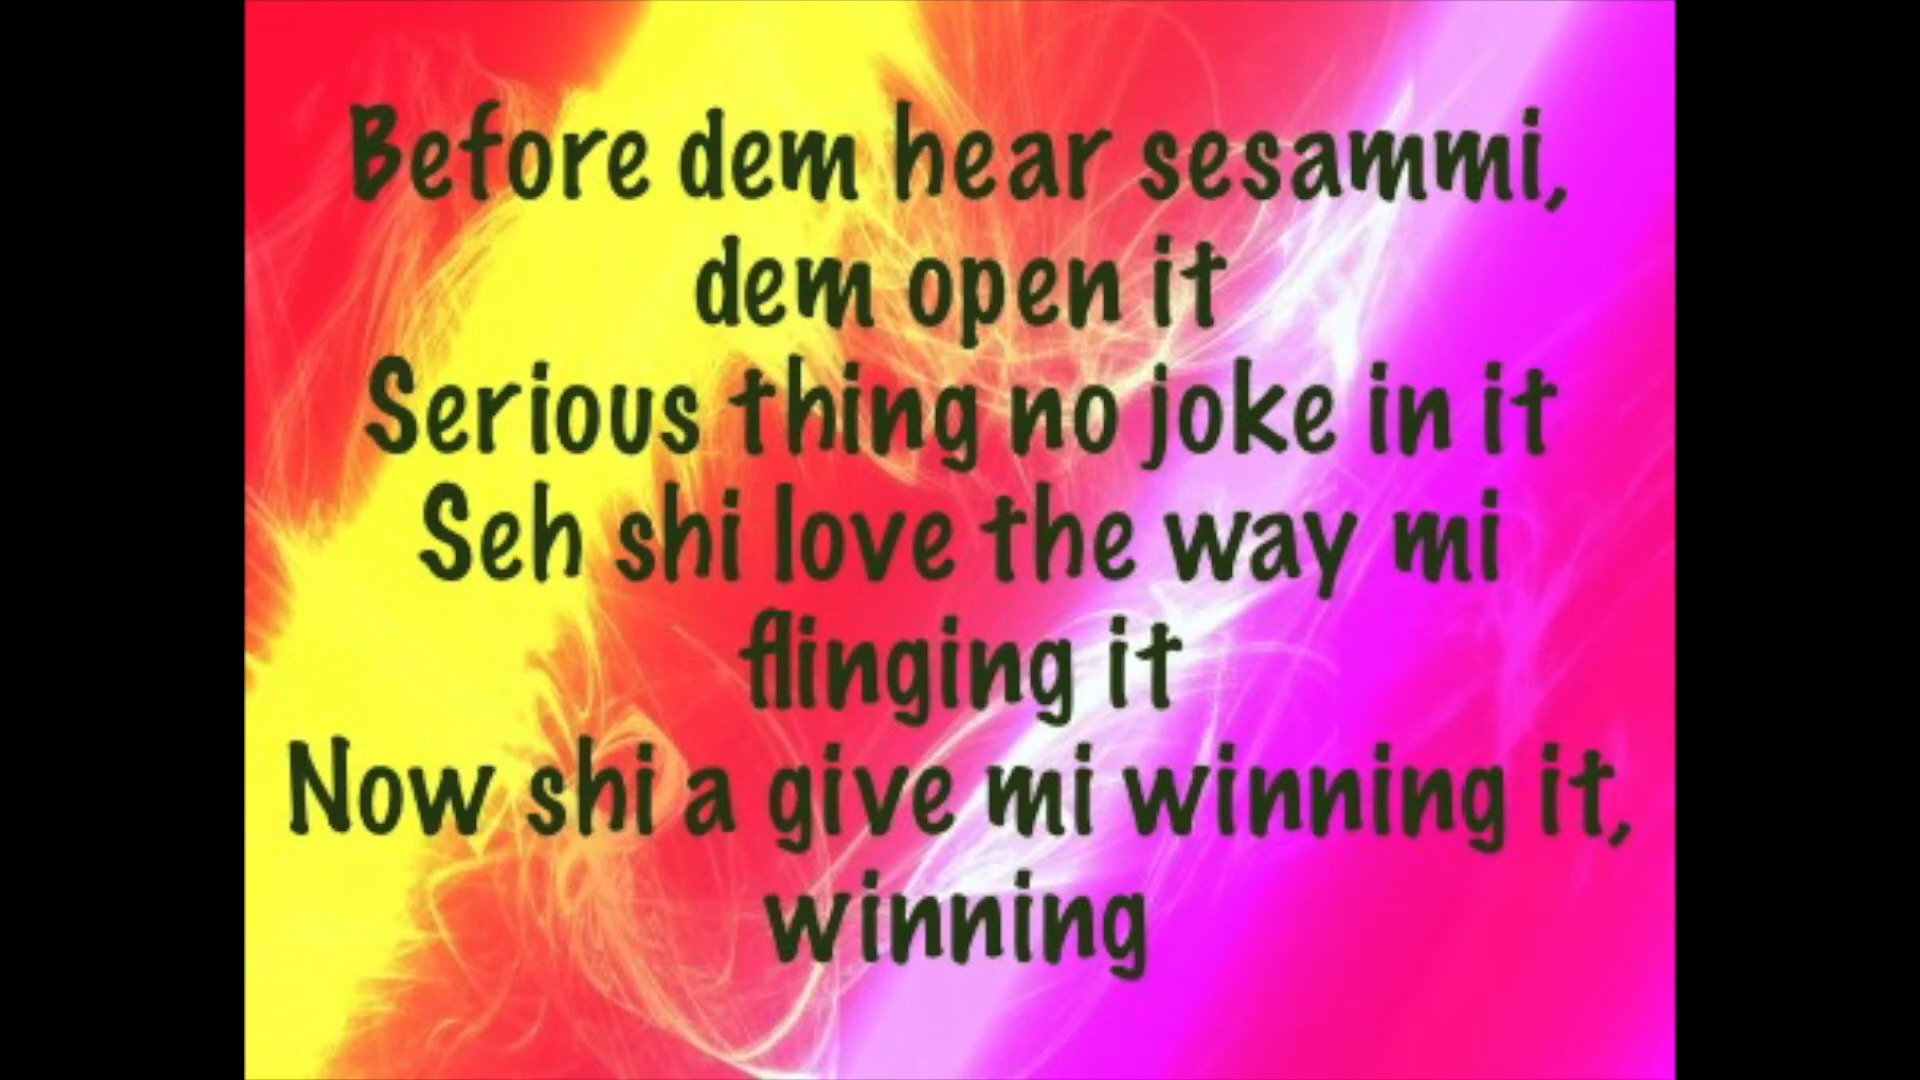 Before dem hear sesammi,
dem open it
Serious thing no joke in it
Seh shi love the way mi
flinging it
Now shi a give mi winning it,
winning